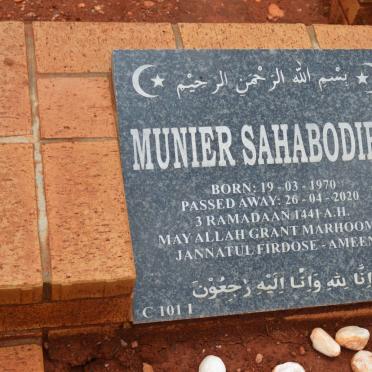 بسم الله الرحمن الرحيم
MUNIER SAHABODIE
BORN: 19 - 03 - 1970
PASSED AWAY: 26 - 04 - 2020
3 RAMADAAN 1441 A.H.
MAY ALLAH GRANT MARHOOM
JANNATUL FIRDOSE - AMEEN
إنا لله وإنا إليه رجعون
C 101 1